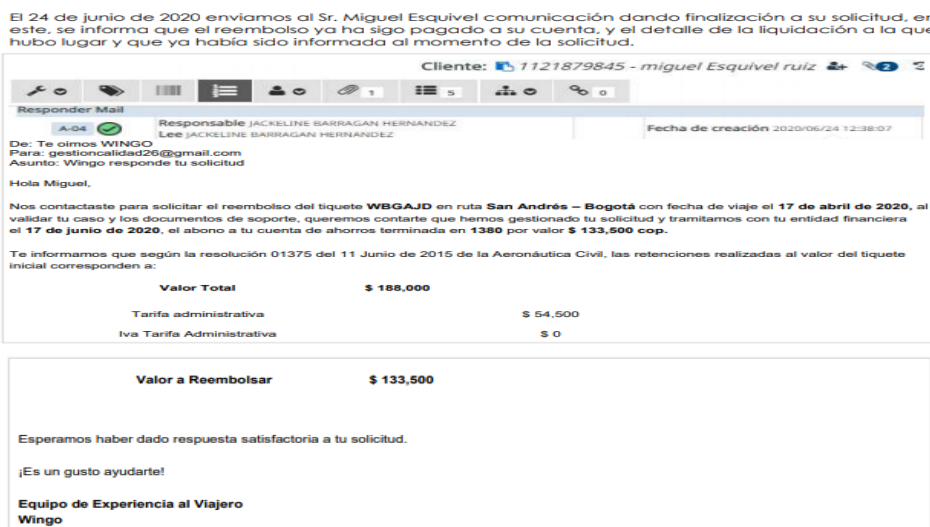 El 24 de junio de 2020 enviamos al Sr. Miguel Esquivel comunicación dando finalización a su solicitud, en
este, se informa que el reembolso ya ha sigo pagado a su cuenta, y el detalle de la liquidación a la que
hubo lugar y que ya había sido informada al momento de la solicitud.
Cliente: 1121879845 - miguel Esquivel ruiz 2
1 5 0
Responder Mail
A-04 Responsable JACKELINE BARRAGAN HERNANDEZ
Lee JACKELINE BARRAGAN HERNANDEZ
Fecha de creación 2020/06/24 12:38:07
De: Te oimos WINGO
Para: gestioncalidad26@gmail.com
Asunto: Wingo responde tu solicitud
Hola Miguel,
Nos contactaste para solicitar el reembolso del tiquete WBGAJD en ruta San Andrés – Bogotá con fecha de viaje el 17 de abril de 2020, al
validar tu caso y los documentos de soporte, queremos contarte que hemos gestionado tu solicitud y tramitamos con tu entidad financiera
el 17 de junio de 2020, el abono a tu cuenta de ahorros terminada en 1380 por valor $ 133,500 cop.
Te informamos que según la resolución 01375 del 11 Junio de 2015 de la Aeronáutica Civil, las retenciones realizadas al valor del tiquete
inicial corresponden a:
Valor Total $ 188,000
Tarifa administrativa $ 54,500
Iva Tarifa Administrativa $ 0
Valor a Reembolsar $ 133,500
Esperamos haber dado respuesta satisfactoria a tu solicitud.
¡Es un gusto ayudarte!
Equipo de Experiencia al Viajero
Wingo